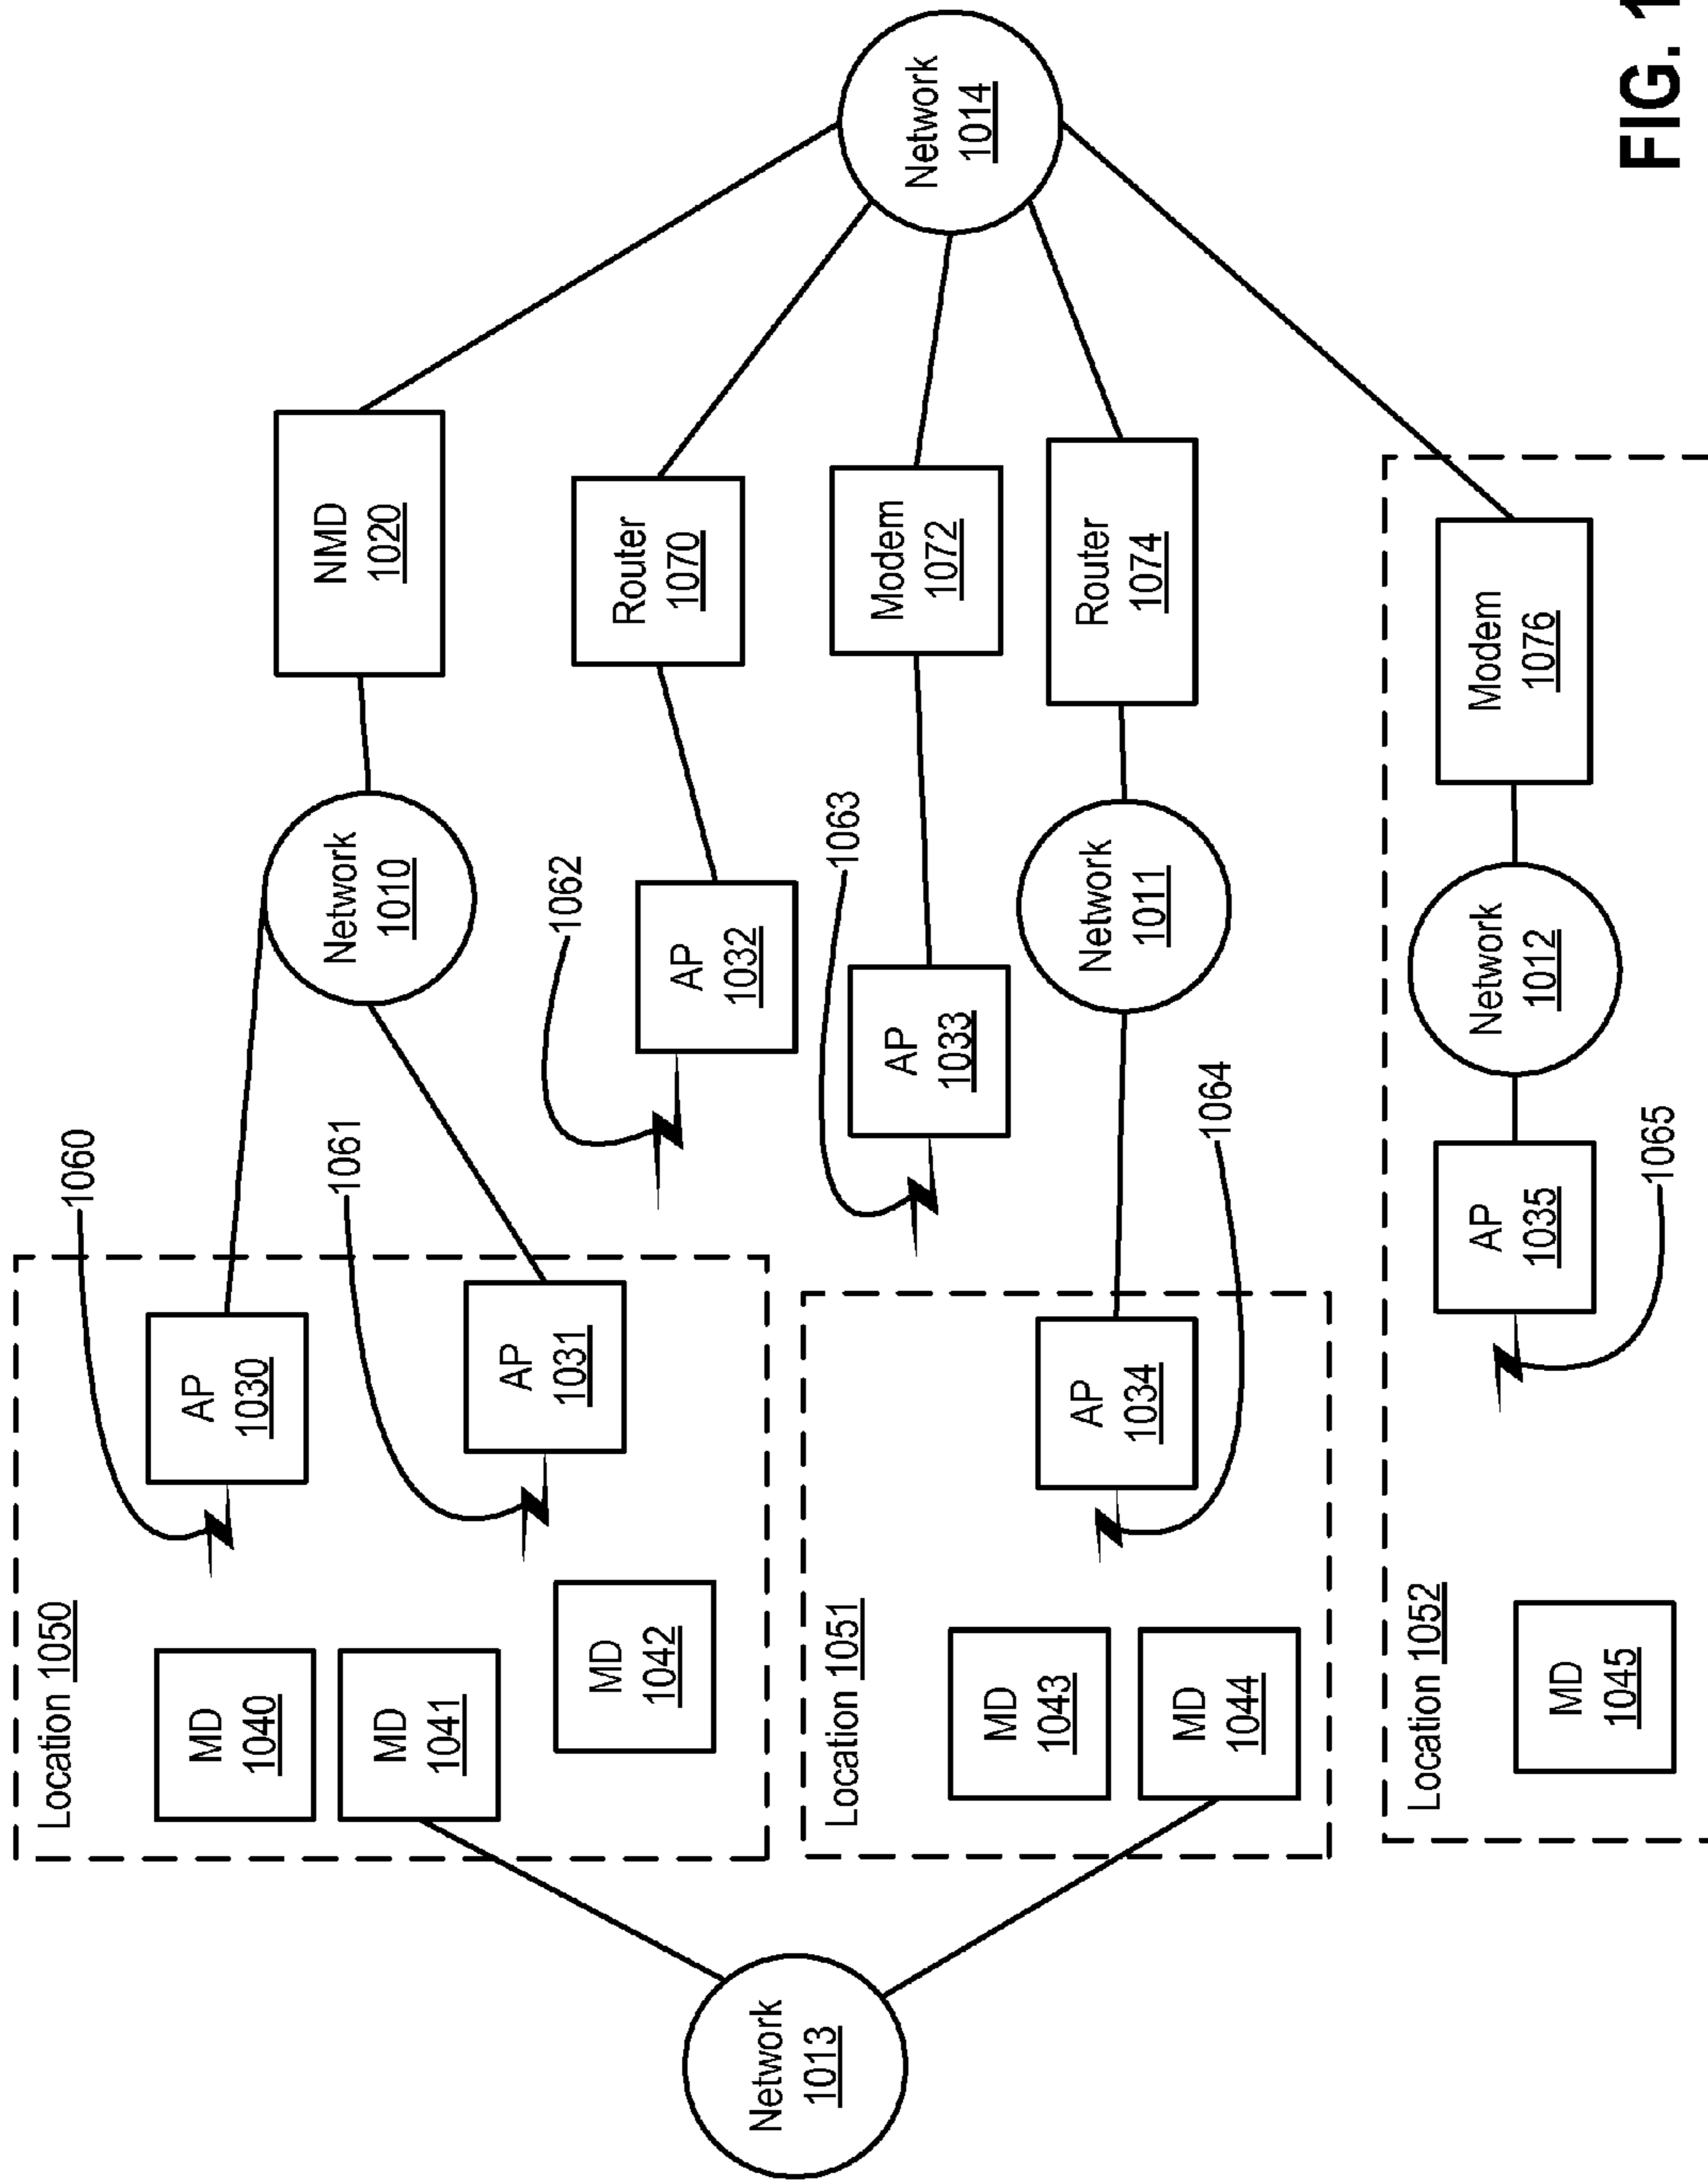 Location 1050
1060
MD
1040
AP
1030
MD
1041
1061
Network
1010
NMD
1020
MD
1042
AP
1031
1062
Router
1070
AP
1032
Network
1013
Network
1014
Location 1051
1063
AP
1033
Modem
1072
MD
1043
MD
1044
AP
1034
1064
Network
1011
Router
1074
Location 1052
MD
1045
AP
1035
1065
Network
1012
Modem
1076
FIG. 1